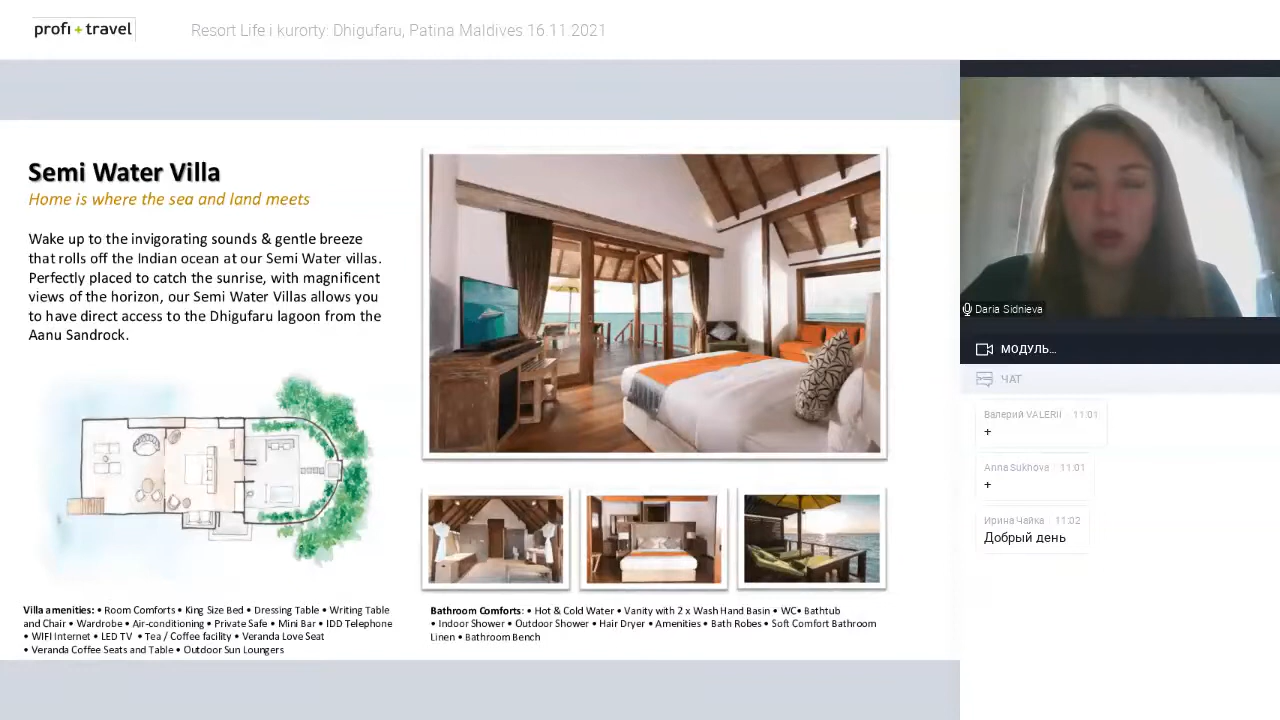 profi + travel
Resort Life i kurorty: Dhigufaru, Patina Maldives 16.11.2021
Semi Water Villa
Home is where the sea and land meets
Wake up to the invigorating sounds & gentle breeze
that rolls off the Indian ocean at our Semi Water villas.
Perfectly placed to catch the sunrise, with magnificent
views of the horizon, our Semi Water Villas allows you
to have direct access to the Dhigufaru lagoon from the
Aanu Sandrock.
Villa amenities: • Room Comforts • King Size Bed • Dressing Table • Writing Table
and Chair • Wardrobe • Air-conditioning • Private Safe • Mini Bar • IDD Telephone
• WIFI Internet • LED TV • Tea / Coffee facility • Veranda Love Seat
• Veranda Coffee Seats and Table • Outdoor Sun Loungers
Bathroom Comforts: • Hot & Cold Water • Vanity with 2 x Wash Hand Basin • WC• Bathtub
• Indoor Shower • Outdoor Shower • Hair Dryer • Amenities • Bath Robes • Soft Comfort Bathroom
Linen • Bathroom Bench
Daria Sidnieva
МОДУЛЬ...
ЧАТ
Валерий VALERII 11:01
+
Anna Sukhova 11:01
+
Ирина Чайка 11:02
Добрый день